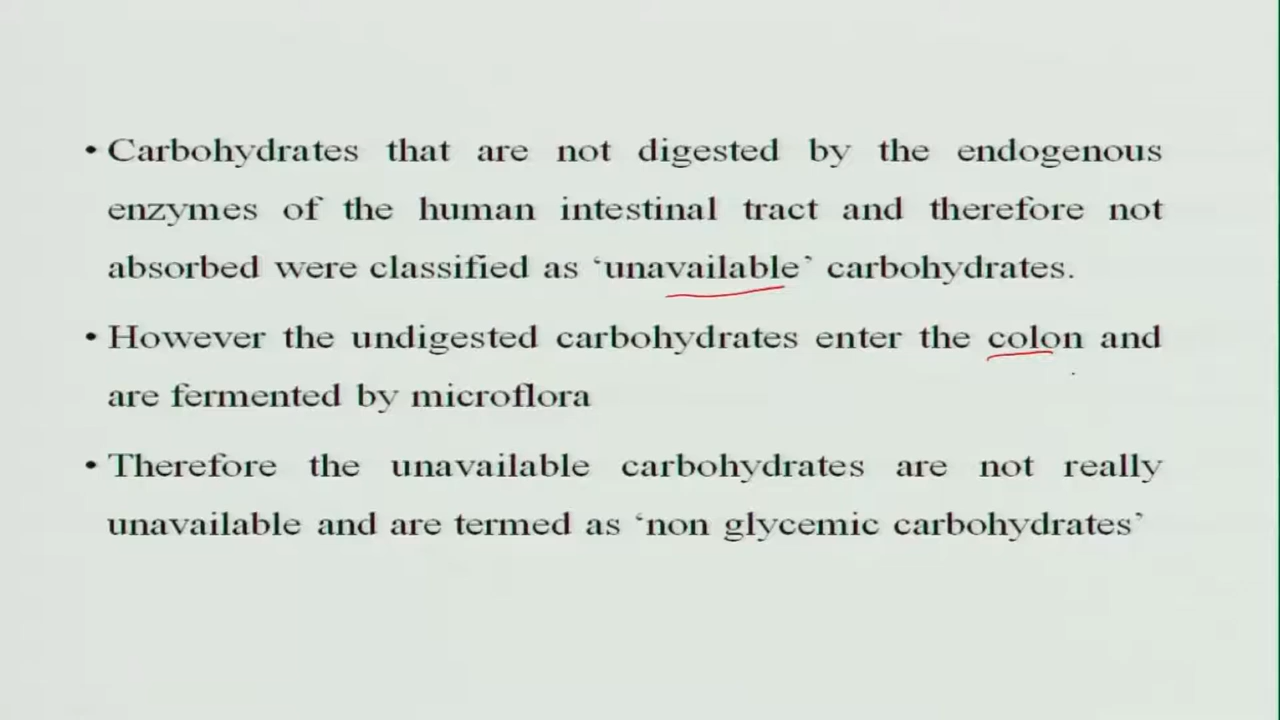 • Carbohydrates that are not digested by the endogenous
enzymes of the human intestinal tract and therefore not
absorbed were classified as ‘unavailable’ carbohydrates.
• However the undigested carbohydrates enter the colon and
are fermented by microflora
• Therefore the unavailable carbohydrates are not really
unavailable and are termed as ‘non glycemic carbohydrates’